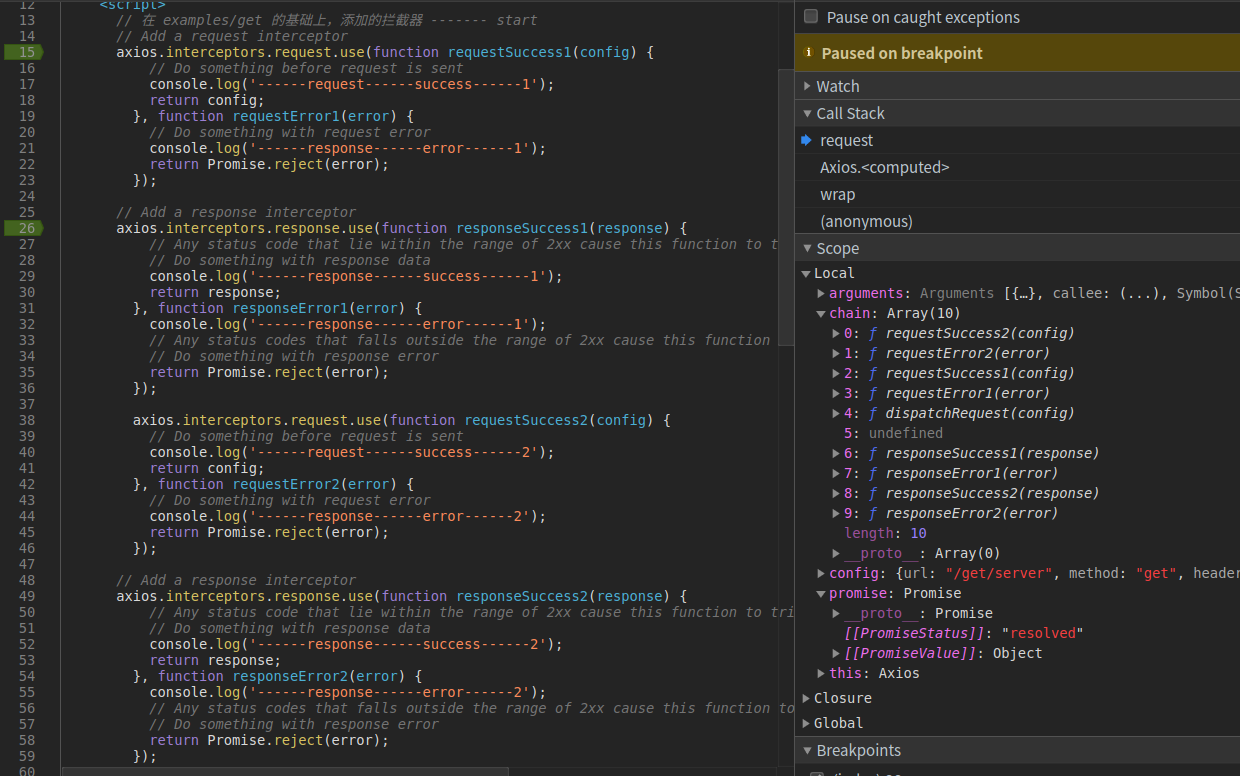 12 <script>
13 // 在 examples/get 的基础上，添加的拦截器 ------- start
14 // Add a request interceptor
15 axios.interceptors.request.use(function requestSuccess1(config) {
16 // Do something before request is sent
17 console.log('------request------success------1');
18 return config;
19 }, function requestError1(error) {
20 // Do something with request error
21 console.log('------response------error------1');
22 return Promise.reject(error);
23 });
24
25 // Add a response interceptor
26 axios.interceptors.response.use(function responseSuccess1(response) {
27 // Any status code that lie within the range of 2xx cause this function to t
28 // Do something with response data
29 console.log('------response------success------1');
30 return response;
31 }, function responseError1(error) {
32 console.log('------response------error------1');
33 // Any status codes that falls outside the range of 2xx cause this function
34 // Do something with response error
35 return Promise.reject(error);
36 });
37
38 axios.interceptors.request.use(function requestSuccess2(config) {
39 // Do something before request is sent
40 console.log('------request------success------2');
41 return config;
42 }, function requestError2(error) {
43 // Do something with request error
44 console.log('------response------error------2');
45 return Promise.reject(error);
46 });
47
48 // Add a response interceptor
49 axios.interceptors.response.use(function responseSuccess2(response) {
50 // Any status code that lie within the range of 2xx cause this function to tri
51 // Do something with response data
52 console.log('------response------success------2');
53 return response;
54 }, function responseError2(error) {
55 console.log('------response------error------2');
56 // Any status codes that falls outside the range of 2xx cause this function to
57 // Do something with response error
58 return Promise.reject(error);
59 });
60
Pause on caught exceptions
Paused on breakpoint
Watch
Call Stack
request
Axios.<computed>
wrap
(anonymous)
Scope
Local
arguments: Arguments [{…}, callee: (...), Symbol(S
chain: Array(10)
0: ƒ requestSuccess2(config)
1: ƒ requestError2(error)
2: ƒ requestSuccess1(config)
3: ƒ requestError1(error)
4: ƒ dispatchRequest(config)
5: undefined
6: ƒ responseSuccess1(response)
7: ƒ responseError1(error)
8: ƒ responseSuccess2(response)
9: ƒ responseError2(error)
length: 10
__proto__: Array(0)
config: {url: "/get/server", method: "get", header
promise: Promise
__proto__: Promise
[[PromiseStatus]]: "resolved"
[[PromiseValue]]: Object
this: Axios
Closure
Global
Breakpoints